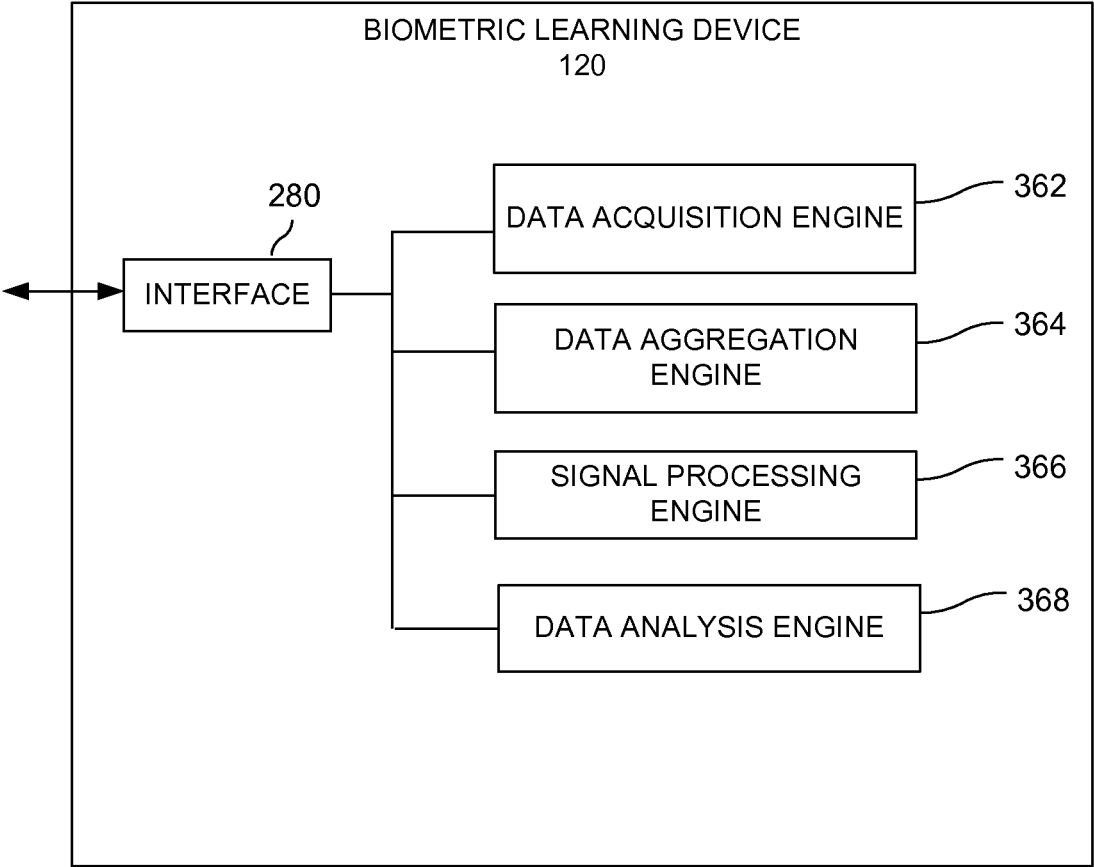 BIOMETRIC LEARNING DEVICE
120
280
INTERFACE
DATA ACQUISITION ENGINE
362
DATA AGGREGATION
ENGINE
364
SIGNAL PROCESSING
ENGINE
366
DATA ANALYSIS ENGINE
368